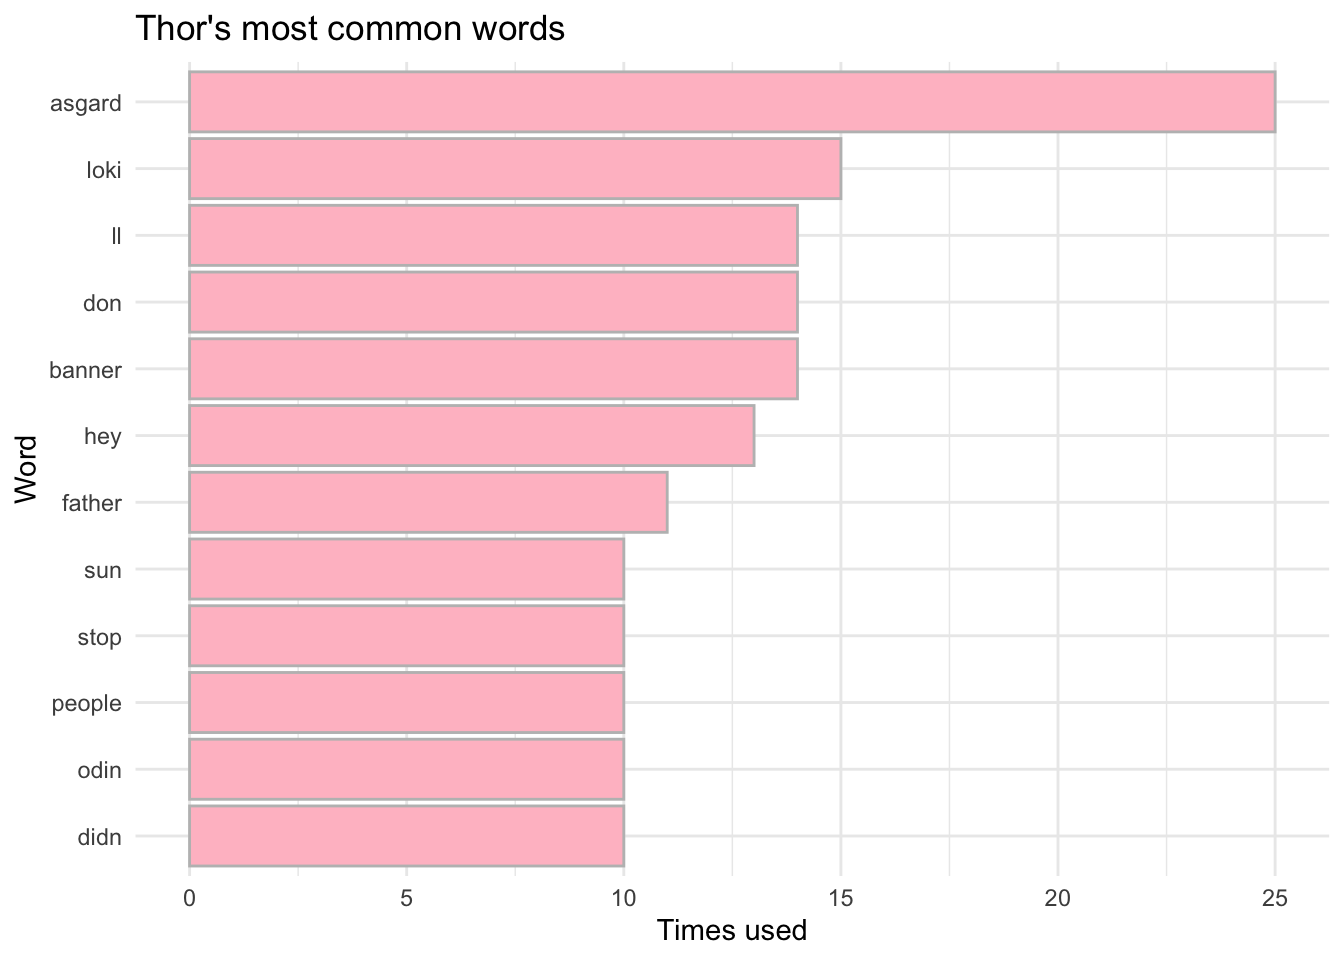 Thor's most common words
asgard
loki
ll
don
banner
hey
father
sun
stop
people
odin
didn
Word
0 5 10 15 20 25
Times used